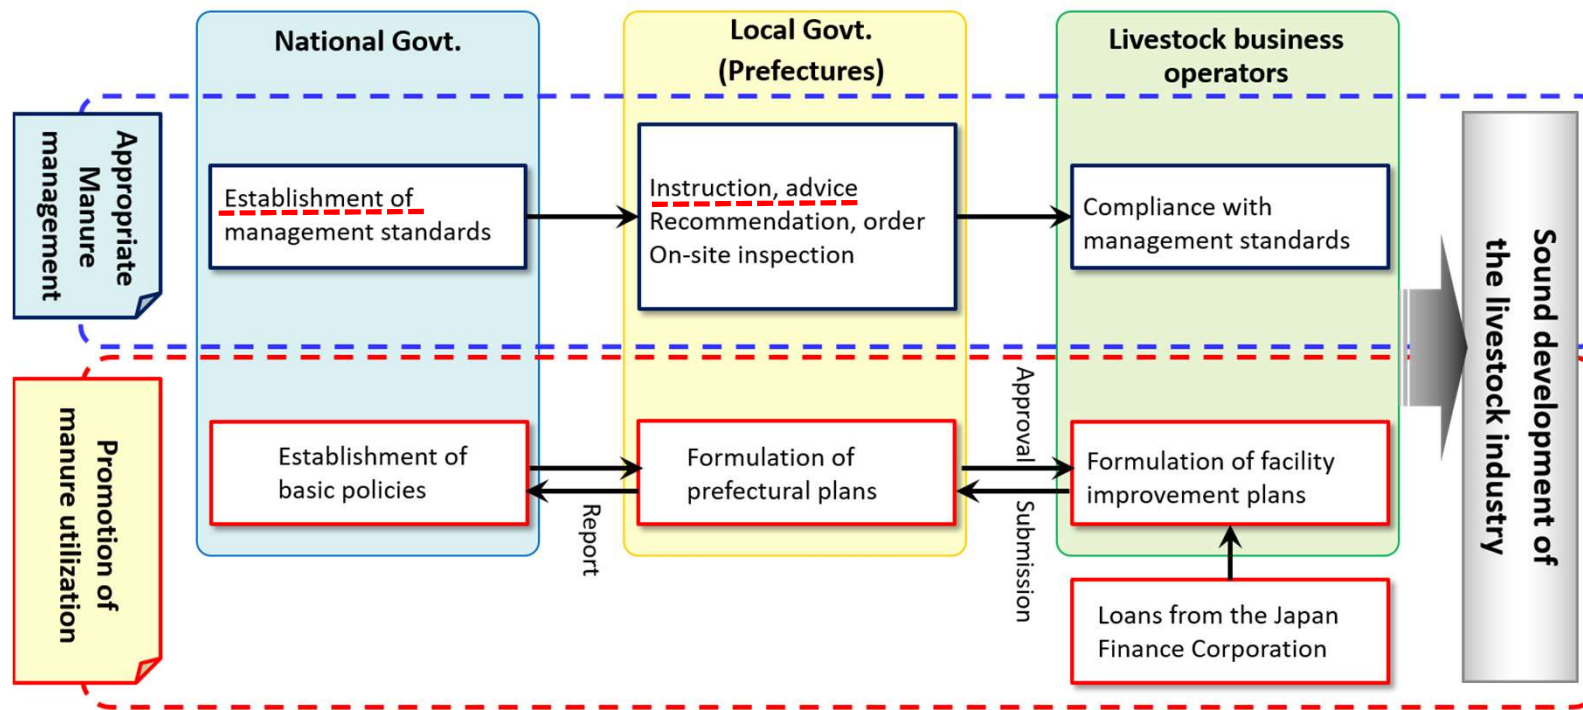 National Govt.
Local Govt.
(Prefectures)
Livestock business
operators
Appropriate
Manure
management
Establishment of
management standards
Instruction, advice
Recommendation, order
On-site inspection
Compliance with
management standards
Promotion of
manure utilization
Establishment of
basic policies
Report
Formulation of
prefectural plans
Approval
Submission
Formulation of facility
improvement plans
Loans from the Japan
Finance Corporation
Sound development of
the livestock industry